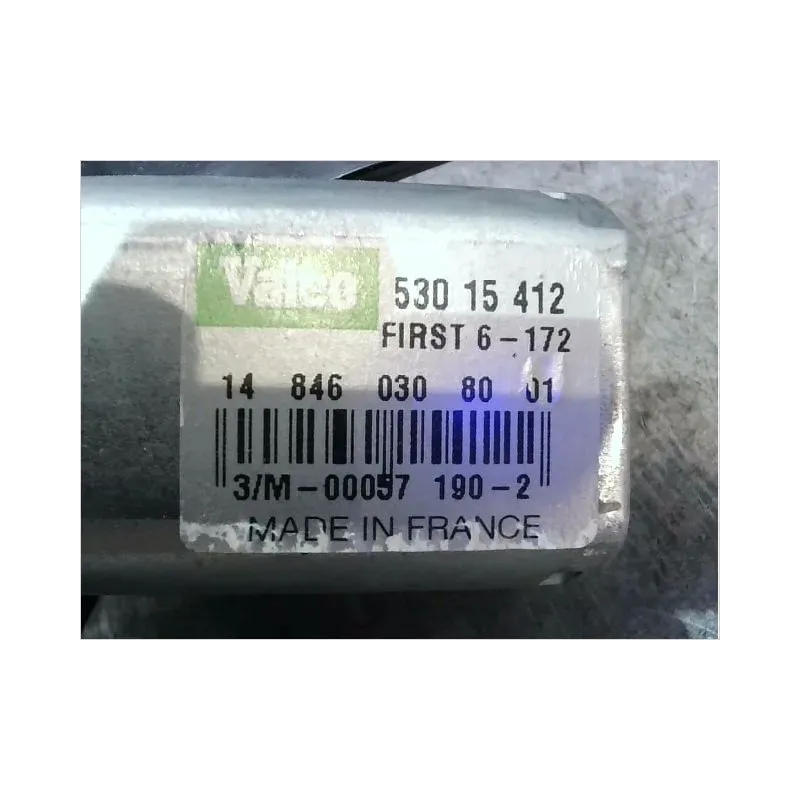 Valeo
530 15 412
FIRST 6-172
14 846 030 80 01
3/M-00057 190-2
MADE IN FRANCE